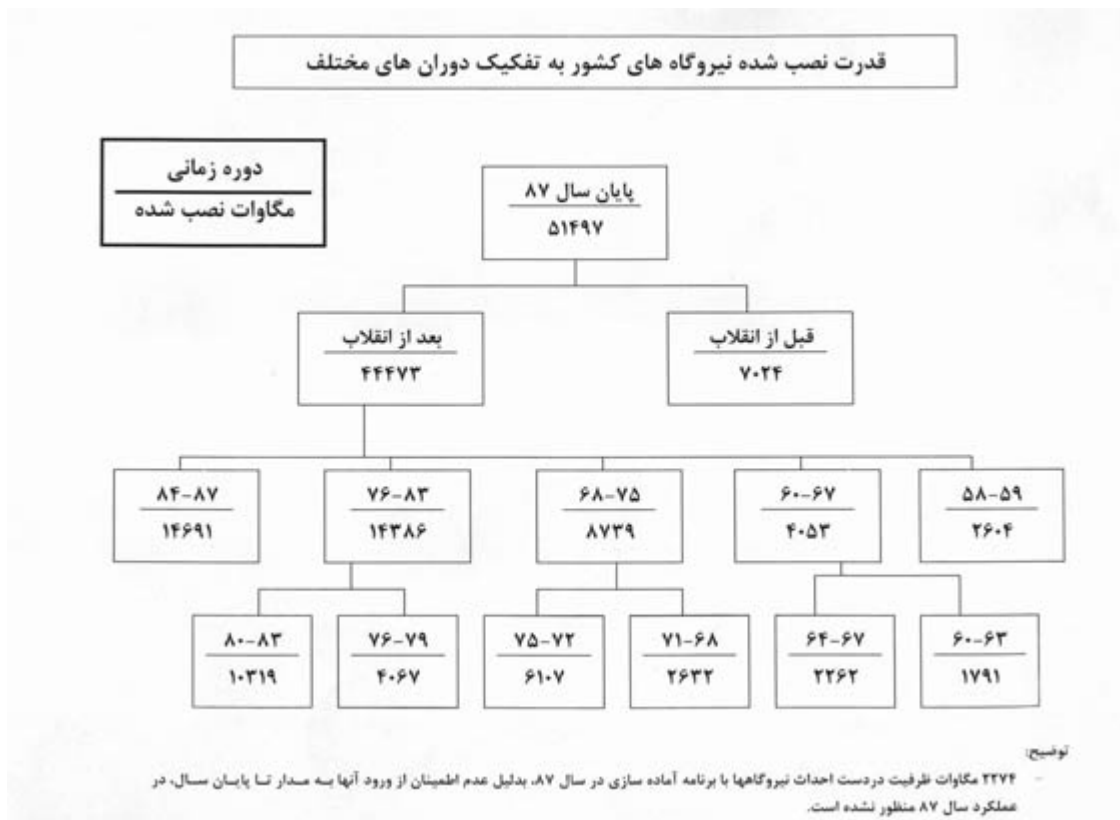 قدرت نصب شده نیروگاه های کشور به تفکیک دوران های مختلف
دوره زمانی
مگاوات نصب شده
پایان سال ۸۷
۵۱۴۹۷
قبل از انقلاب
۷۰۲۴
بعد از انقلاب
۴۴۴۷۳
۵۸-۵۹
۲۶۰۴
۶۰-۶۷
۴۰۵۳
۶۸-۷۵
۸۷۳۹
۷۶-۸۳
۱۴۳۸۶
۸۴-۸۷
۱۴۶۹۱
۶۰-۶۳
۱۷۹۱
۶۴-۶۷
۲۲۶۲
۷۱-۶۸
۲۶۳۲
۷۵-۷۲
۶۱۰۷
۷۶-۷۹
۴۰۶۷
۸۰-۸۳
۱۰۳۱۹
توضیح:
- ۲۲۷۴ مگاوات ظرفیت دردست احداث نیروگاهها با برنامه آماده سازی در سال ۸۷، بدلیل عدم اطمینان از ورود آنها به مدار تا پایان سال، در
عملکرد سال ۸۷ منظور نشده است.